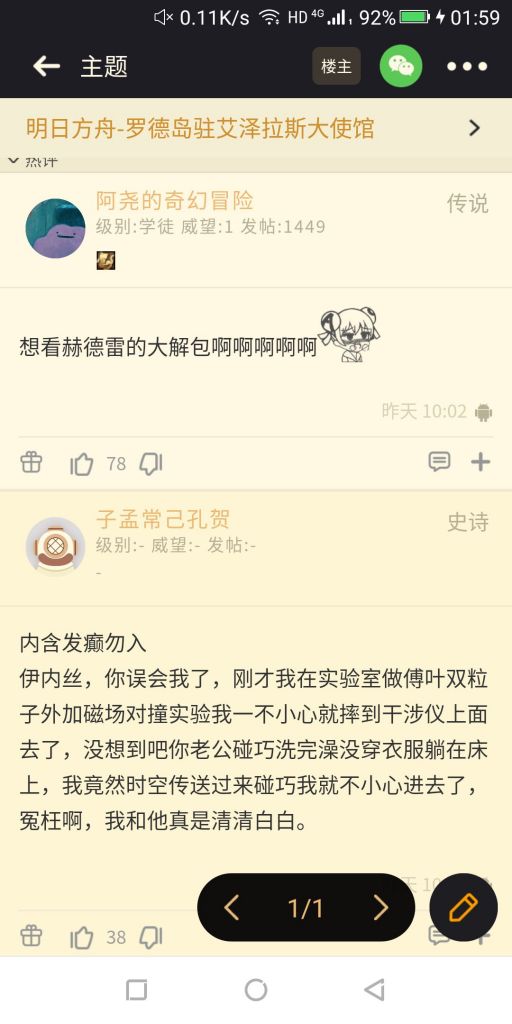 0.11K/s HD 4G 92% 01:59
主题 楼主
明日方舟-罗德岛驻艾泽拉斯大使馆
热评
阿尧的奇幻冒险 传说
级别:学徒 威望:1 发帖:1449
想看赫德雷的大解包啊啊啊啊啊
昨天 10:02
78
子孟常己孔贺 史诗
级别:- 威望:- 发帖:-
-
内含发癫勿入
伊内丝，你误会我了，刚才我在实验室做傅叶双粒
子外加磁场对撞实验我一不小心就摔到干涉仪上面
去了，没想到吧你老公碰巧洗完澡没穿衣服躺在床
上，我竟然时空传送过来碰巧我就不小心进去了，
冤枉啊，我和他真是清清白白。
1/1
38